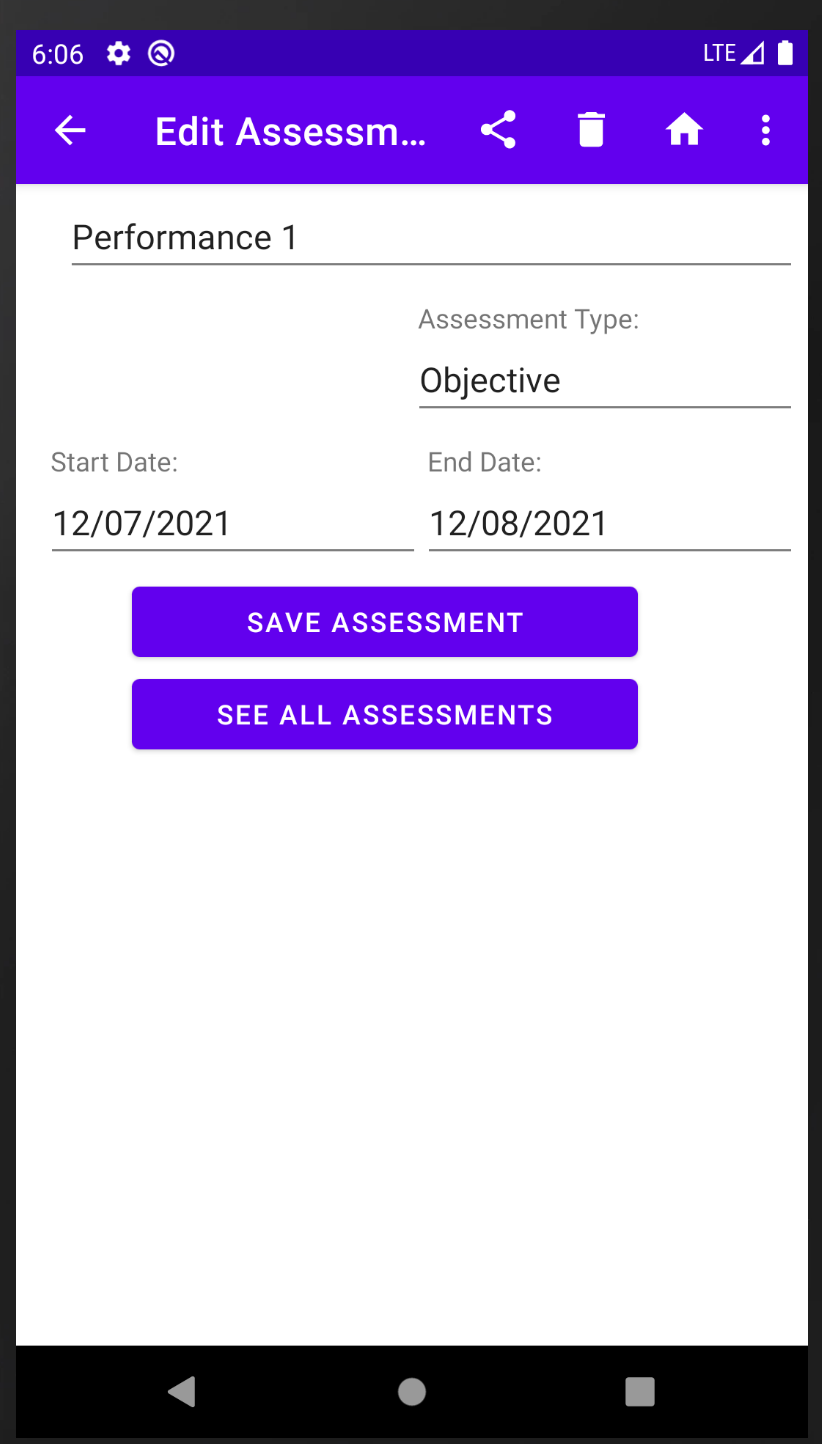 6:06 LTE
Edit Assessm...
Performance 1
Assessment Type:
Objective
Start Date: End Date:
12/07/2021 12/08/2021
SAVE ASSESSMENT
SEE ALL ASSESSMENTS